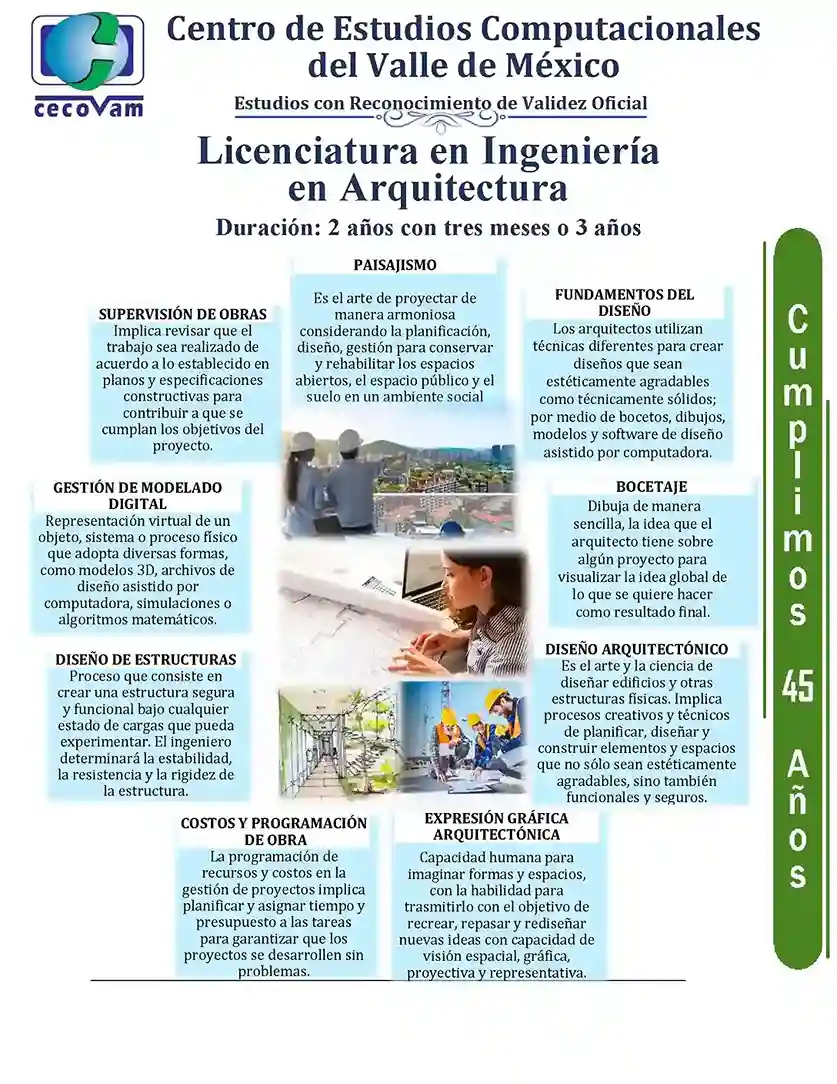 cecoVam
Centro de Estudios Computacionales
del Valle de México
Estudios con Reconocimiento de Validez Oficial
Licenciatura en Ingeniería
en Arquitectura
Duración: 2 años con tres meses o 3 años
PAISAJISMO
Es el arte de proyectar de
manera armoniosa
considerando la planificación,
diseño, gestión para conservar
y rehabilitar los espacios
abiertos, el espacio público y el
suelo en un ambiente social
SUPERVISIÓN DE OBRAS
Implica revisar que el
trabajo sea realizado de
acuerdo a lo establecido en
planos y especificaciones
constructivas para
contribuir a que se
cumplan los objetivos del
proyecto.
FUNDAMENTOS DEL
DISEÑO
Los arquitectos utilizan
técnicas diferentes para crear
diseños que sean
estéticamente agradables
como técnicamente sólidos;
por medio de bocetos, dibujos,
modelos y software de diseño
asistido por computadora.
GESTIÓN DE MODELADO
DIGITAL
Representación virtual de un
objeto, sistema o proceso físico
que adopta diversas formas,
como modelos 3D, archivos de
diseño asistido por
computadora, simulaciones o
algoritmos matemáticos.
BOCETAJE
Dibuja de manera
sencilla, la idea que el
arquitecto tiene sobre
algún proyecto para
visualizar la idea global de
lo que se quiere hacer
como resultado final.
DISEÑO DE ESTRUCTURAS
Proceso que consiste en
crear una estructura segura
y funcional bajo cualquier
estado de cargas que pueda
experimentar. El ingeniero
determinará la estabilidad,
la resistencia y la rigidez de
la estructura.
DISEÑO ARQUITECTÓNICO
Es el arte y la ciencia de
diseñar edificios y otras
estructuras físicas. Implica
procesos creativos y técnicos
de planificar, diseñar y
construir elementos y espacios
que no sólo sean estéticamente
agradables, sino también
funcionales y seguros.
COSTOS Y PROGRAMACIÓN
DE OBRA
La programación de
recursos y costos en la
gestión de proyectos implica
planificar y asignar tiempo y
presupuesto a las tareas
para garantizar que los
proyectos se desarrollen sin
problemas.
EXPRESIÓN GRÁFICA
ARQUITECTÓNICA
Capacidad humana para
imaginar formas y espacios,
con la habilidad para
trasmitirlo con el objetivo de
recrear, repasar y rediseñar
nuevas ideas con capacidad de
visión espacial, gráfica,
proyectiva y representativa.
Cumplimos 45 Años